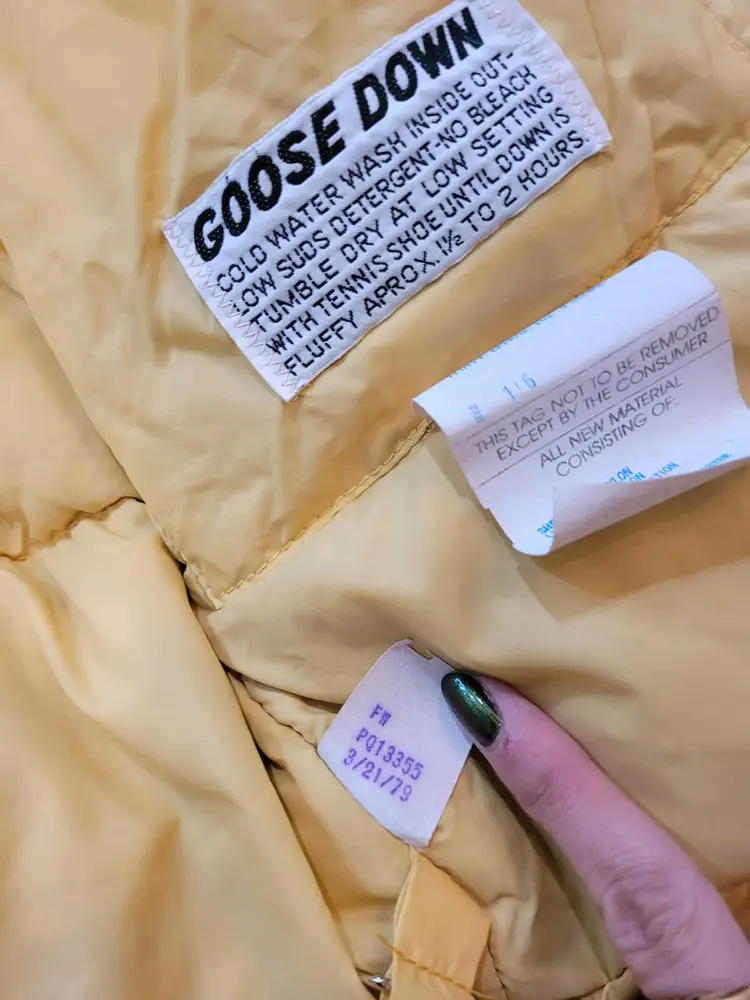 GOOSE DOWN
COLD WATER WASH INSIDE OUT-
LOW SUDS DETERGENT-NO BLEACH
TUMBLE DRY AT LOW SETTING
WITH TENNIS SHOE UNTIL DOWN IS
FLUFFY APROX. 1½ TO 2 HOURS.
116
THIS TAG NOT TO BE REMOVED
EXCEPT BY THE CONSUMER
ALL NEW MATERIAL
CONSISTING OF:
FW
PQ13355
3/21/79